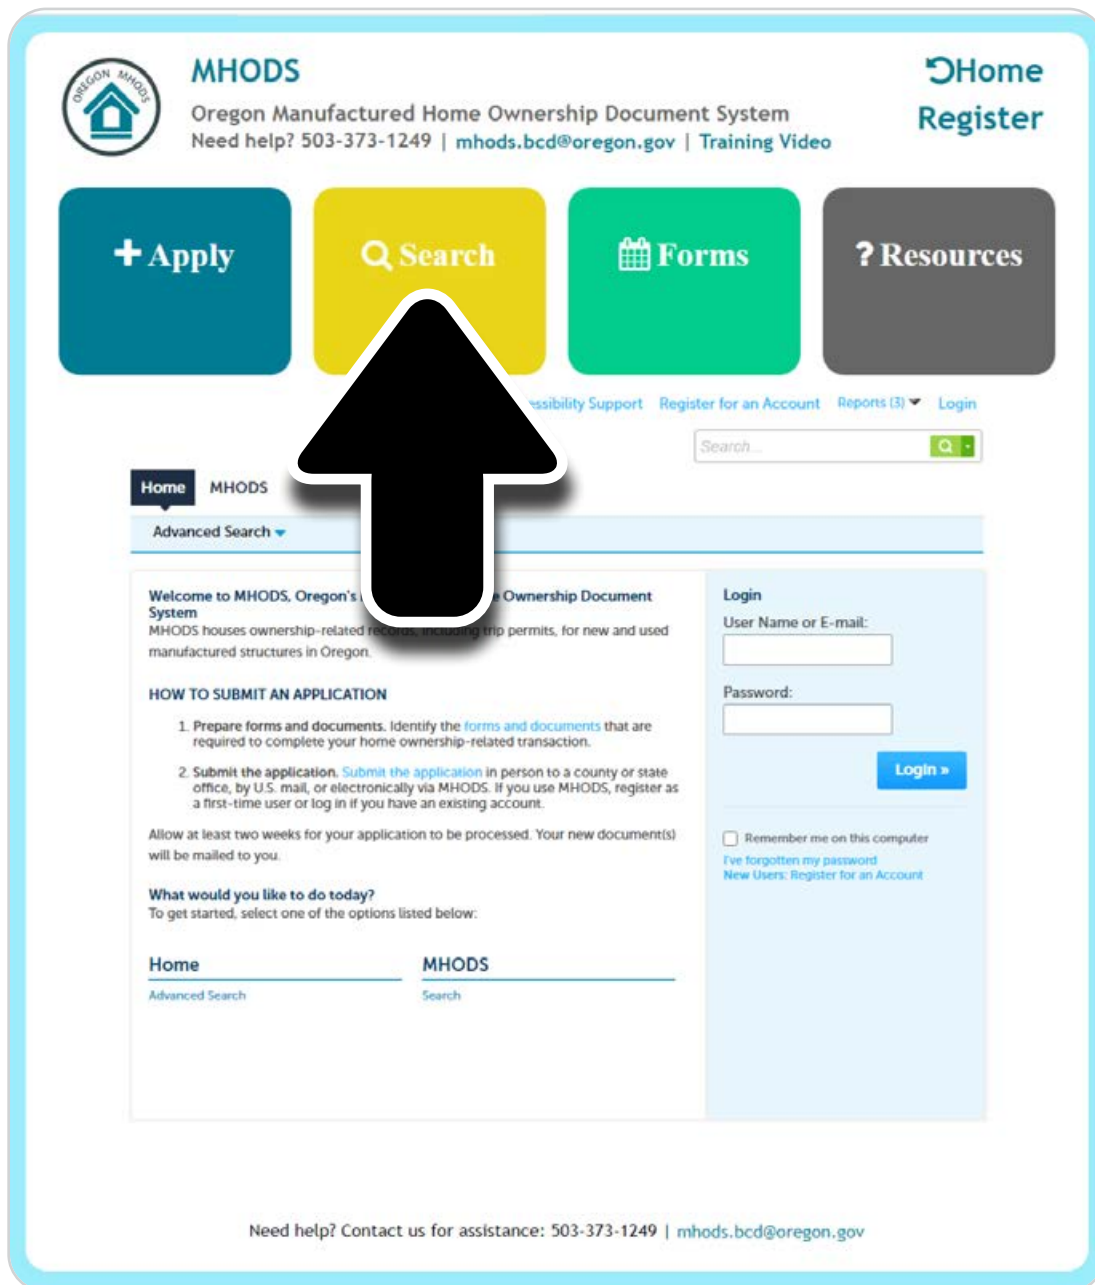 OREGON MHODS
MHODS
Oregon Manufactured Home Ownership Document System
Need help? 503-373-1249 | mhods.bcd@oregon.gov | Training Video
Home
Register
Apply
Search
Forms
? Resources
Support Register for an Account Reports (3) Login
Search...
Home MHODS
Advanced Search
Welcome to MHODS, Oregon's Ownership Document
System
MHODS houses ownership-related records, including trip permits, for new and used
manufactured structures in Oregon.
HOW TO SUBMIT AN APPLICATION
1. Prepare forms and documents. Identify the forms and documents that are
required to complete your home ownership-related transaction.
2. Submit the application. Submit the application in person to a county or state
office, by U.S. mail, or electronically via MHODS. If you use MHODS, register as
a first-time user or log in if you have an existing account.
Allow at least two weeks for your application to be processed. Your new document(s)
will be mailed to you.
What would you like to do today?
To get started, select one of the options listed below:
Home MHODS
Advanced Search Search
Login
User Name or E-mail:
Password:
Login »
Remember me on this computer
I've forgotten my password
New Users: Register for an Account
Need help? Contact us for assistance: 503-373-1249 | mhods.bcd@oregon.gov